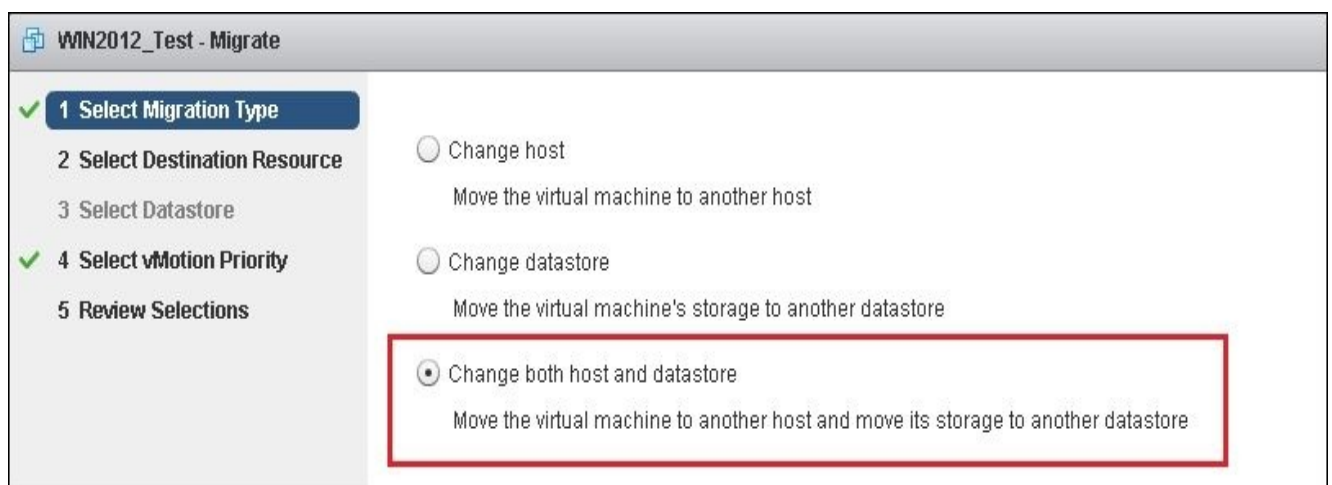 WIN2012_Test - Migrate
1 Select Migration Type
2 Select Destination Resource
3 Select Datastore
4 Select vMotion Priority
5 Review Selections
Change host
Move the virtual machine to another host
Change datastore
Move the virtual machine's storage to another datastore
Change both host and datastore
Move the virtual machine to another host and move its storage to another datastore